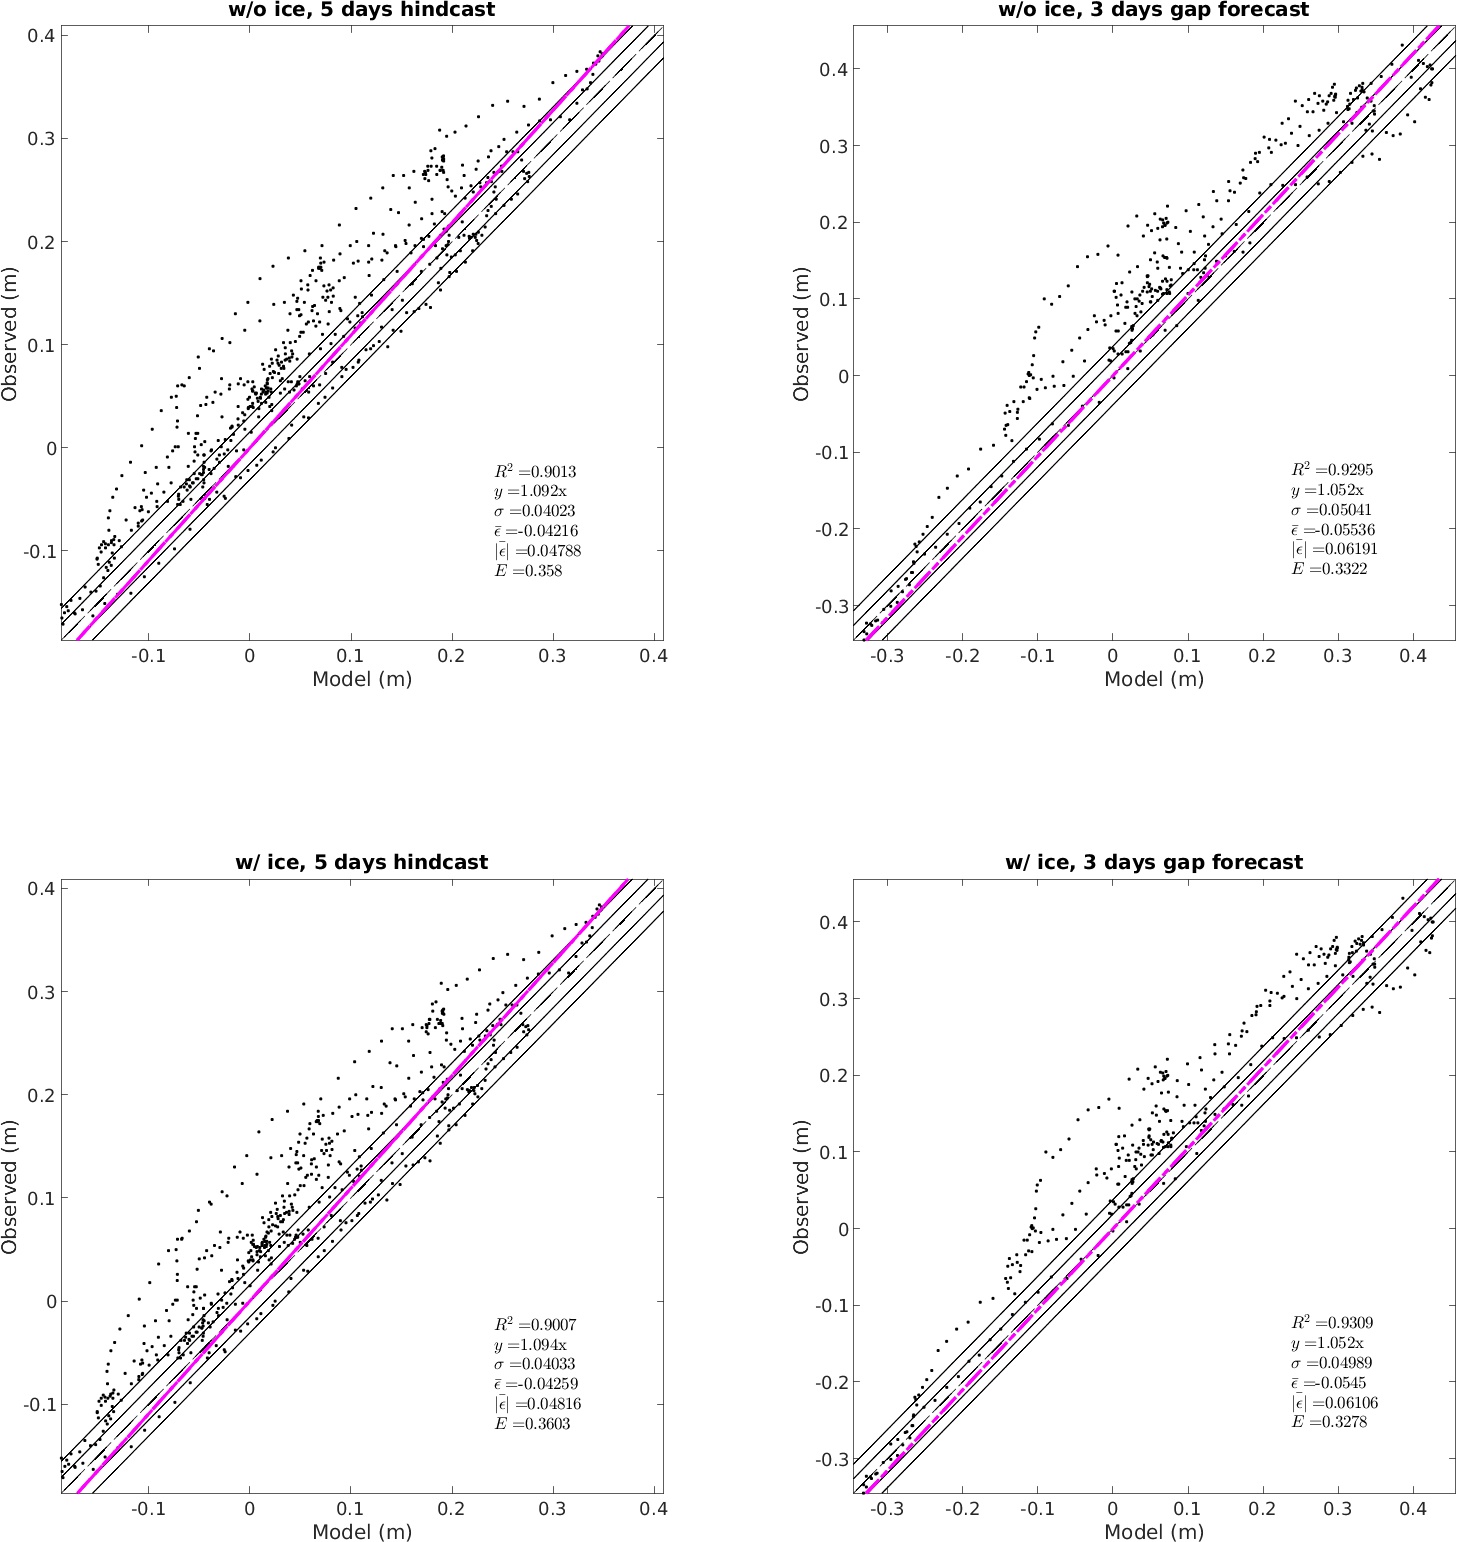 w/o ice, 5 days hindcast
0.4
0.3
0.2
0.1
0
-0.1
Observed (m)
R² =0.9013
y =1.092x
σ =0.04023
ϵ̄ =-0.04216
|ϵ̄| =0.04788
E =0.358
-0.1 0 0.1 0.2 0.3 0.4
Model (m)
w/o ice, 3 days gap forecast
0.4
0.3
0.2
0.1
0
-0.1
-0.2
-0.3
Observed (m)
R² =0.9295
y =1.052x
σ =0.05041
ϵ̄ =-0.05536
|ϵ̄| =0.06191
E =0.3322
-0.3 -0.2 -0.1 0 0.1 0.2 0.3 0.4
Model (m)
w/ ice, 5 days hindcast
0.4
0.3
0.2
0.1
0
-0.1
Observed (m)
R² =0.9007
y =1.094x
σ =0.04033
ϵ̄ =-0.04259
|ϵ̄| =0.04816
E =0.3603
-0.1 0 0.1 0.2 0.3 0.4
Model (m)
w/ ice, 3 days gap forecast
0.4
0.3
0.2
0.1
0
-0.1
-0.2
-0.3
Observed (m)
R² =0.9309
y =1.052x
σ =0.04989
ϵ̄ =-0.0545
|ϵ̄| =0.06106
E =0.3278
-0.3 -0.2 -0.1 0 0.1 0.2 0.3 0.4
Model (m)